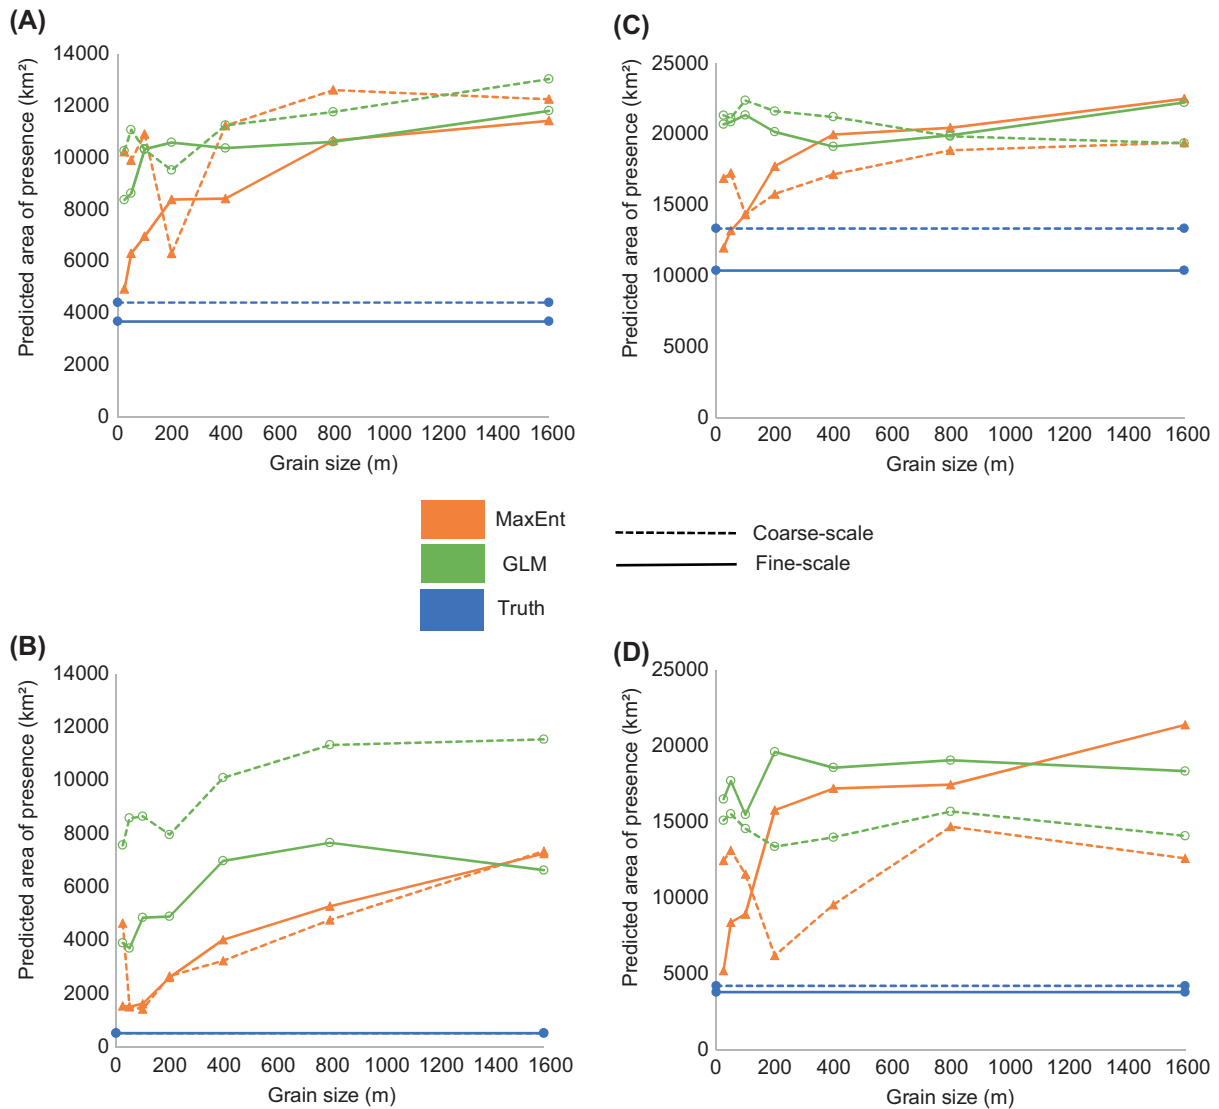 (A)
Predicted area of presence (km²)
14000
12000
10000
8000
6000
4000
2000
0
0 200 400 600 800 1000 1200 1400 1600
Grain size (m)
(C)
Predicted area of presence (km²)
25000
20000
15000
10000
5000
0
0 200 400 600 800 1000 1200 1400 1600
Grain size (m)
MaxEnt
GLM
Truth
Coarse-scale
Fine-scale
(B)
Predicted area of presence (km²)
14000
12000
10000
8000
6000
4000
2000
0
0 200 400 600 800 1000 1200 1400 1600
Grain size (m)
(D)
Predicted area of presence (km²)
25000
20000
15000
10000
5000
0
0 200 400 600 800 1000 1200 1400 1600
Grain size (m)